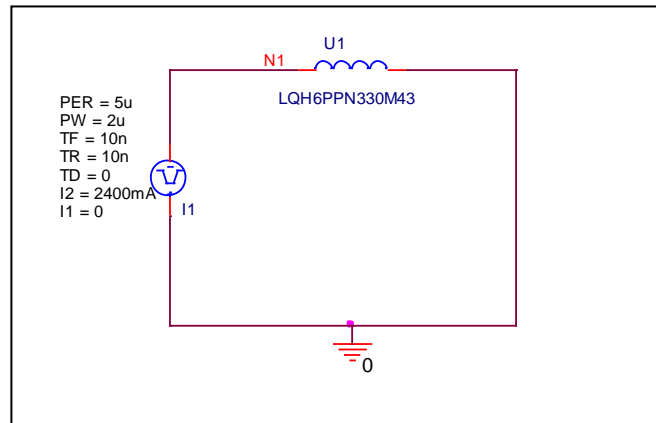 U1
N1
LQH6PPN330M43
PER = 5u
PW = 2u
TF = 10n
TR = 10n
TD = 0
I2 = 2400mA
I1 = 0
I1
0